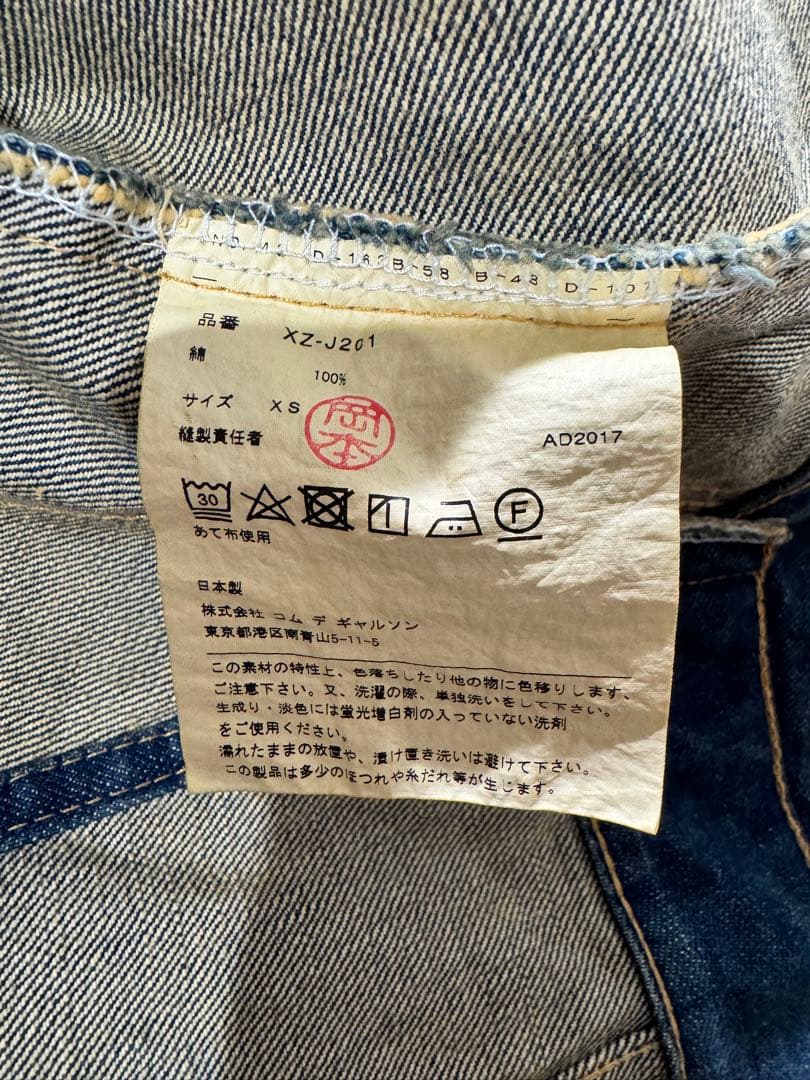 B-58 B-48
品番 XZ-J201
綿
100%
サイズ XS
岡本
縫製責任者 AD2017
30 F
あて布使用
日本製
株式会社 コム デ ギャルソン
東京都港区南青山5-11-5
この素材の特性上、色落ちしたり他の物に色移りします、
ご注意下さい。又、洗濯の際、単独洗いをして下さい。
生成り・淡色には蛍光増白剤の入っていない洗剤
をご使用ください。
濡れたままの放置や、漬け置き洗いは避けて下さい。
この製品は多少のほつれや糸だれ等が生じます。